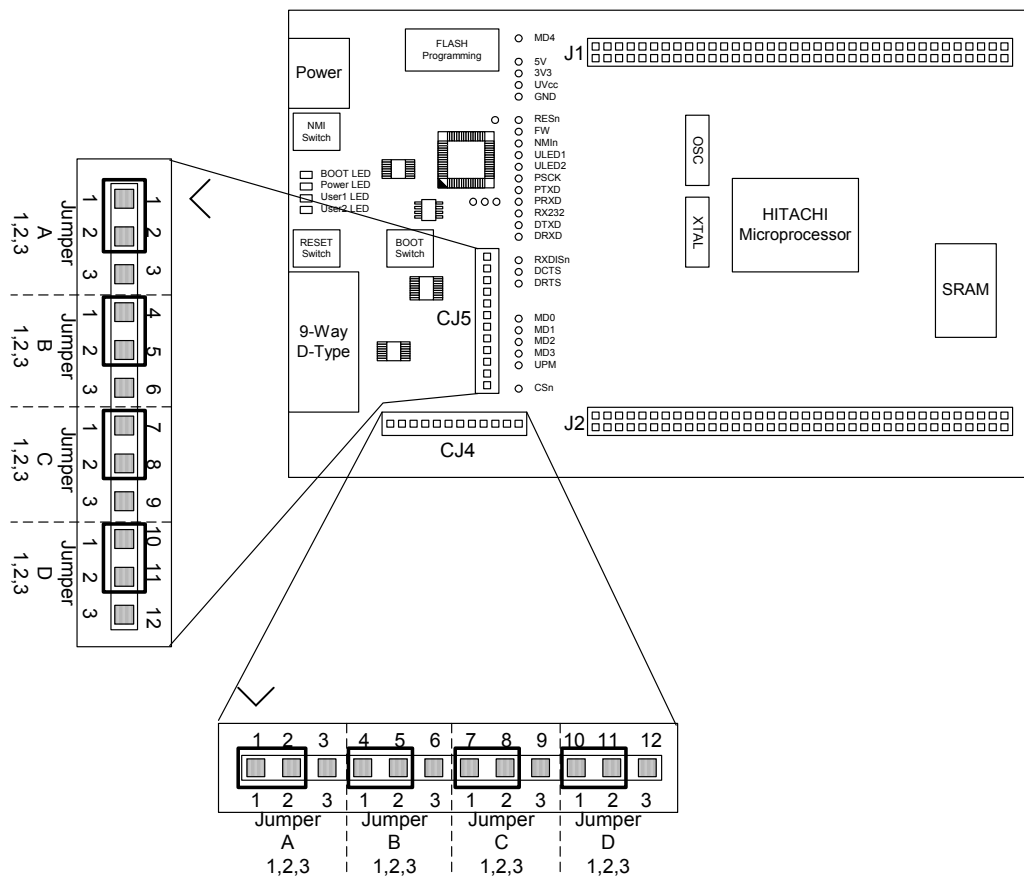 FLASH
Programming
MD4
J1
Power
5V
3V3
UVcc
GND
NMI
Switch
RESn
FW
NMIn
ULED1
ULED2
PSCK
PTXD
PRXD
RX232
DTXD
DRXD
OSC
BOOT LED
Power LED
User1 LED
User2 LED
XTAL
HITACHI
Microprocessor
RESET
Switch
BOOT
Switch
RXDISn
DCTS
DRTS
SRAM
CJ5
9-Way
D-Type
MD0
MD1
MD2
MD3
UPM
CSn
J2
CJ4
1 2 3 4 5 6 7 8 9 10 11 12
1 2 3 1 2 3 1 2 3 1 2 3
Jumper
A
1,2,3
Jumper
B
1,2,3
Jumper
C
1,2,3
Jumper
D
1,2,3
1 2 3 4 5 6 7 8 9 10 11 12
1 2 3 1 2 3 1 2 3 1 2 3
Jumper Jumper Jumper Jumper
A B C D
1,2,3 1,2,3 1,2,3 1,2,3